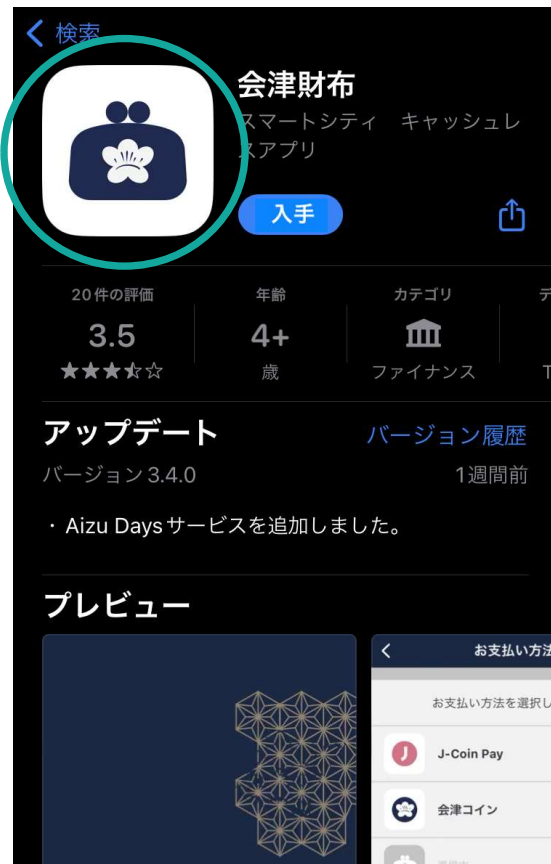 検索
会津財布
スマートシティ キャッシュレ
スアプリ
入手
20件の評価
3.5
年齢
4+
歳
カテゴリ
ファイナンス
アップデート
バージョン履歴
バージョン 3.4.0
1週間前
・Aizu Daysサービスを追加しました。
プレビュー
お支払い方法
お支払い方法を選択し
J-Coin Pay
会津コイン